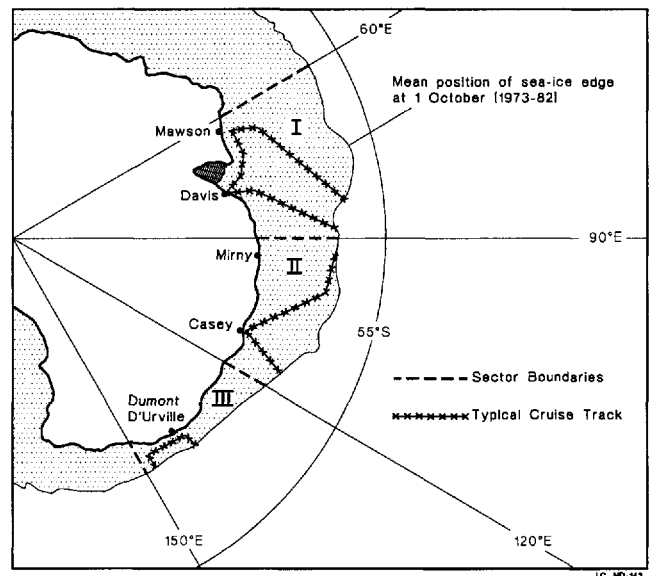 60°E
Mean position of sea-ice edge
at 1 October (1973-82)
I
Mawson
Davis
90°E
Mirny
II
Casey
55°S
Sector Boundaries
III
Dumont
D'Urville
Typical Cruise Track
150°E
120°E